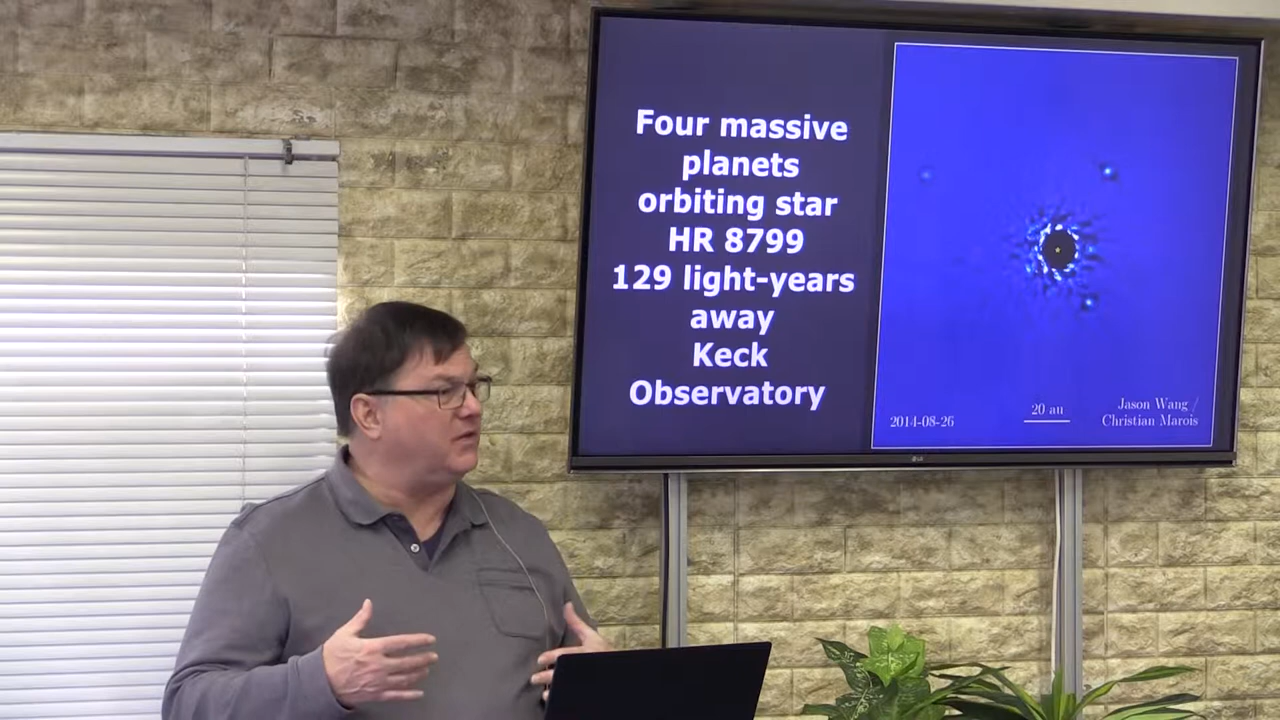 Four massive
planets
orbiting star
HR 8799
129 light-years
away
Keck
Observatory
2014-08-26
20 au
Jason Wang /
Christian Marois
LG